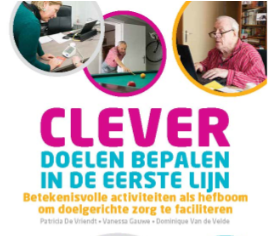 CLEVER
DOELEN BEPALEN
IN DE EERSTE LIJN
Betekenisvolle activiteiten als hefboom
om doelgerichte zorg te faciliteren
Patricia De Vriendt • Vanessa Gauwe • Dominique Van de Velde